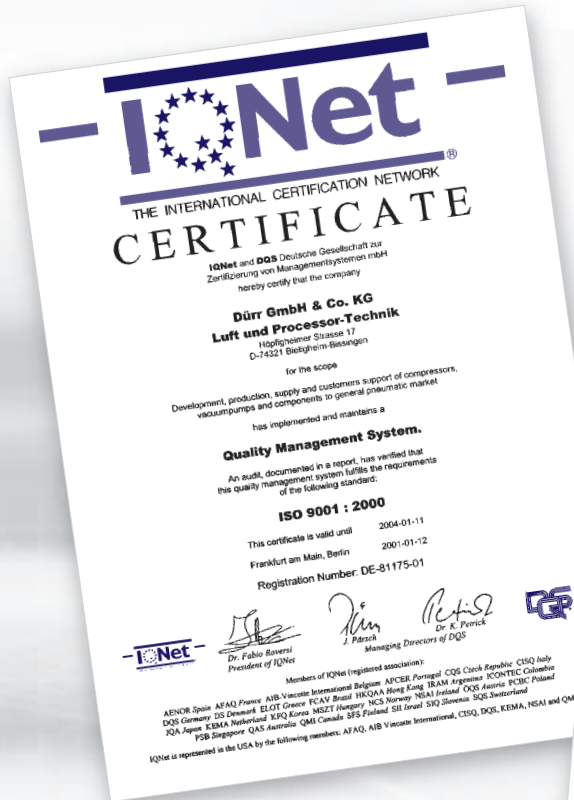 IQNet ®
THE INTERNATIONAL CERTIFICATION NETWORK
CERTIFICATE
IQNet and DQS Deutsche Gesellschaft zur
Zertifizierung von Managementsystemen mbH
hereby certify that the company
Dürr GmbH & Co. KG
Luft und Processor-Technik
Höpfigheimer Strasse 17
D-74321 Bietigheim-Bissingen
for the scope
Development, production, supply and customers support of compressors,
vacuumpumps and components to general pneumatic market
has implemented and maintains a
Quality Management System.
An audit, documented in a report, has verified that
this quality management system fulfills the requirements
of the following standard:
ISO 9001 : 2000
This certificate is valid until 2004-01-11
Frankfurt am Main, Berlin 2001-01-12
Registration Number: DE-81175-01
IQNet
Dr. Fabio Roversi
President of IQNet
J. Pärsch
Dr. K. Petrick
Managing Directors of DQS
DQS
Members of IQNet (registered association):
AENOR Spain AFAQ France AIB-Vincotte International Belgium APCER Portugal CQS Czech Republic CISQ Italy
DQS Germany DS Denmark ELOT Greece FCAV Brazil HKQAA Hong Kong IRAM Argentina ICONTEC Colombia
JQA Japan KEMA Netherland KFQ Korea MSZT Hungary NCS Norway NSAI Ireland ÖQS Austria PCBC Poland
PSB Singapore QAS Australia QMI Canada SFS Finland SII Israel SIQ Slovenia SQS Switzerland
IQNet is represented in the USA by the following members: AFAQ, AIB Vincotte International, CISQ, DQS, KEMA, NSAI and QM